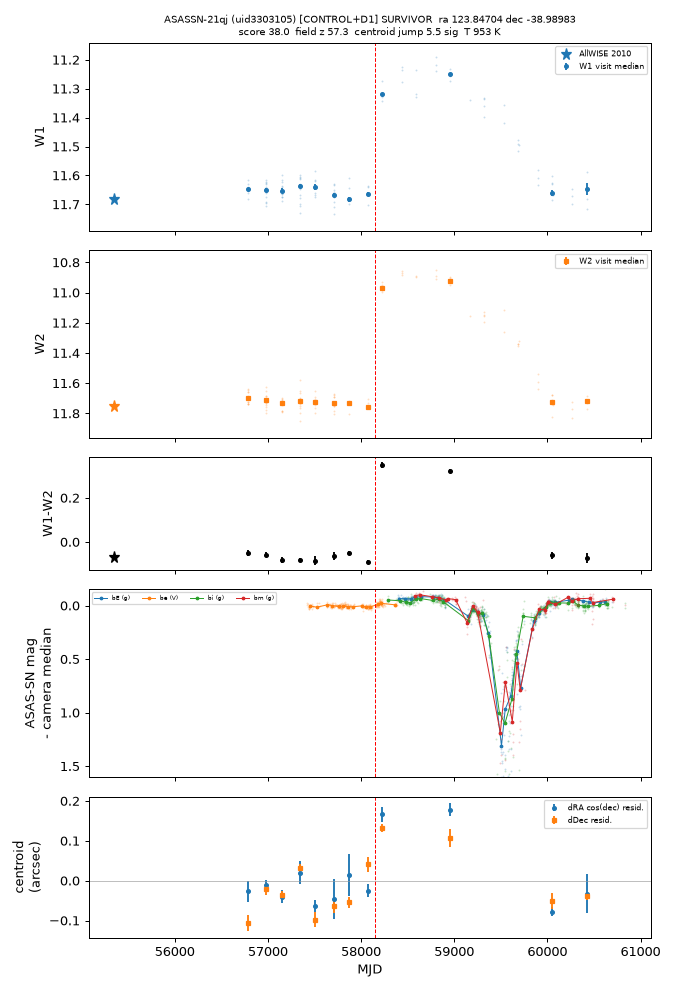 ASASSN-21qj (uid3303105) [CONTROL+D1] SURVIVOR ra 123.84704 dec -38.98983
score 38.0 field z 57.3 centroid jump 5.5 sig T 953 K
AllWISE 2010
W1 visit median
11.2
11.3
11.4
11.5
11.6
11.7
W1
W2 visit median
10.8
11.0
11.2
11.4
11.6
11.8
W2
0.2
0.0
W1-W2
bE (g)
be (V)
bi (g)
bm (g)
0.0
0.5
1.0
1.5
ASAS-SN mag
- camera median
dRA cos(dec) resid.
dDec resid.
0.2
0.1
0.0
−0.1
centroid
(arcsec)
56000
57000
58000
59000
60000
61000
MJD